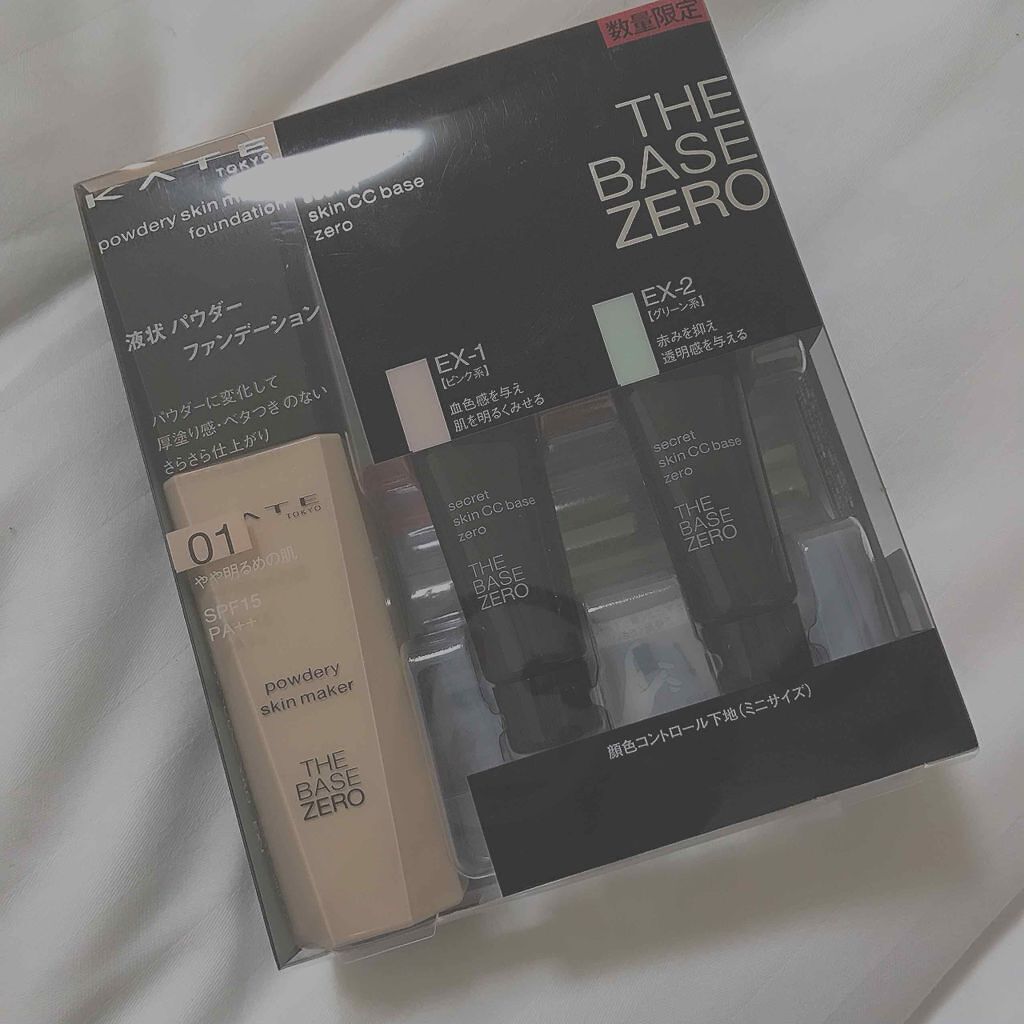 数量限定
THE
BASE
ZERO
KATE
TOKYO
powdery skin
foundation
skin CC base
zero
液状パウダー
ファンデーション
パウダーに変化して
厚塗り感・ベタつきのない
さらさら仕上がり
EX-1
【ピンク系】
血色感を与え
肌を明るくみせる
EX-2
【グリーン系】
赤みを抑え
透明感を与える
TOKYO
01
やや明るめの肌
SPF15
PA++
powdery
skin maker
THE
BASE
ZERO
secret
skin CC base
zero
THE
BASE
ZERO
secret
skin CC base
zero
THE
BASE
ZERO
顔色コントロール下地(ミニサイズ)